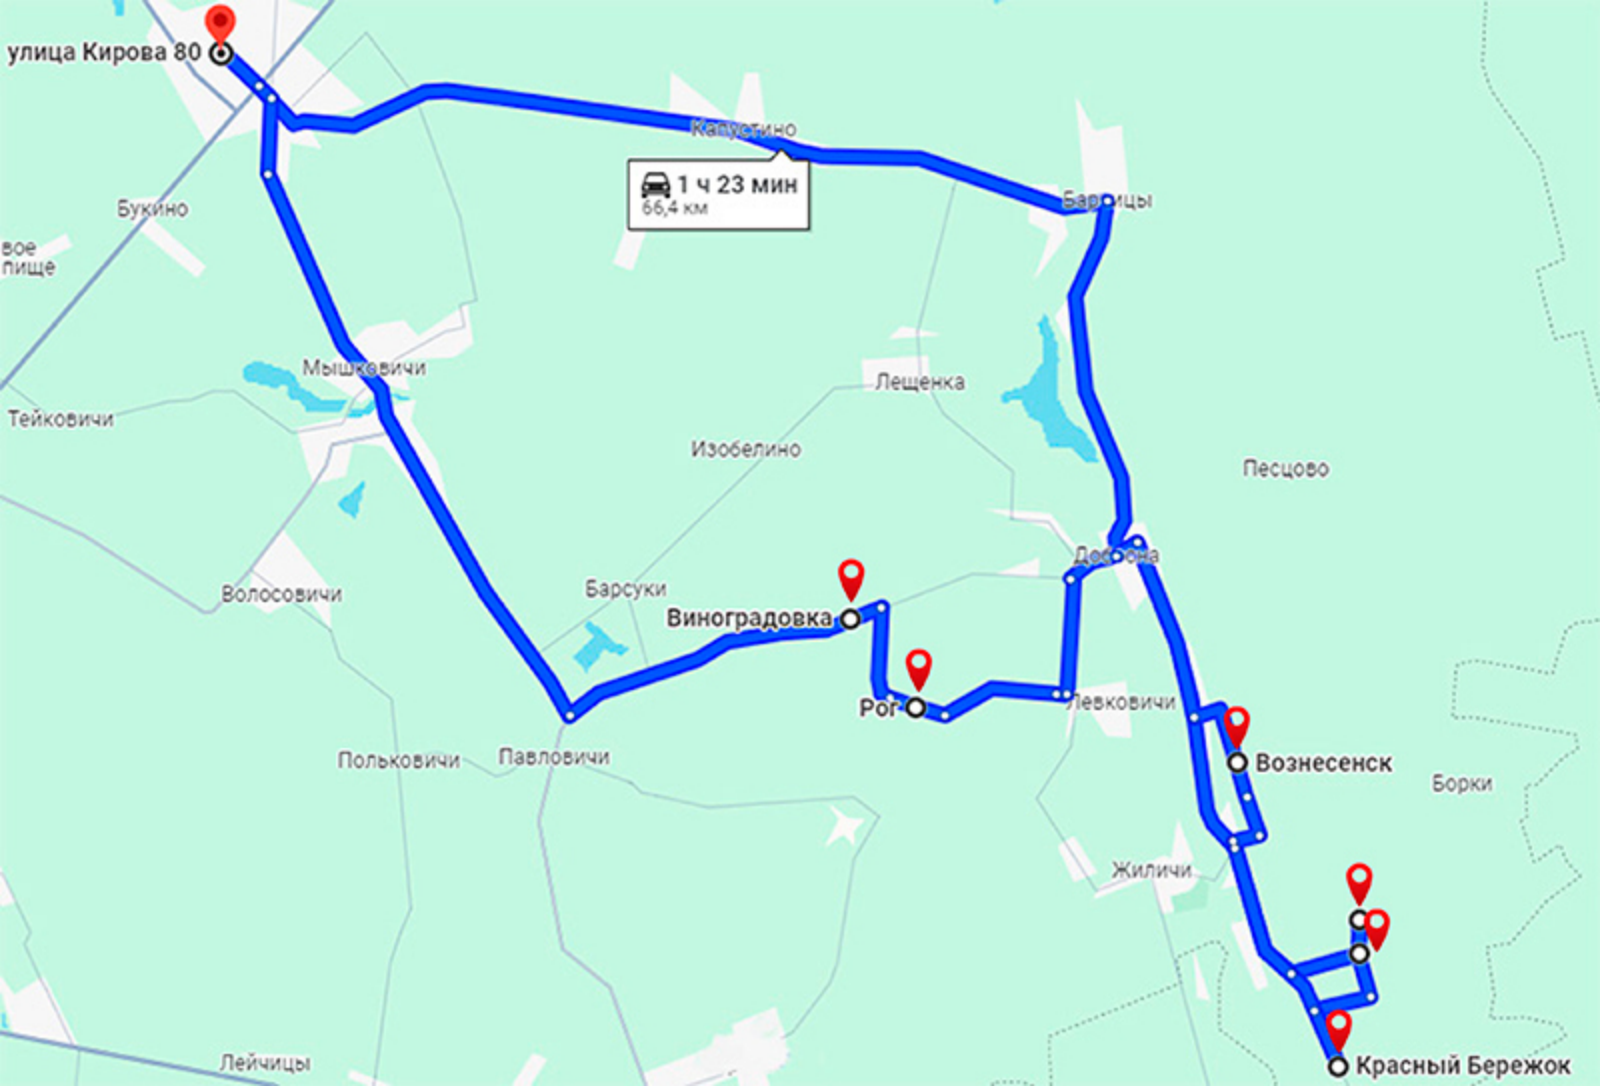 улица Кирова 80
Капустино
1 ч 23 мин
66,4 км
Букино
вое
пище
Мышковичи
Лещенка
Тейковичи
Изобелино
Песцово
Волосовичи
Барсуки
Виноградовка
Рог
Левковичи
Польковичи
Павловичи
Вознесенск
Борки
Жиличи
Лейчицы
Красный Бережок